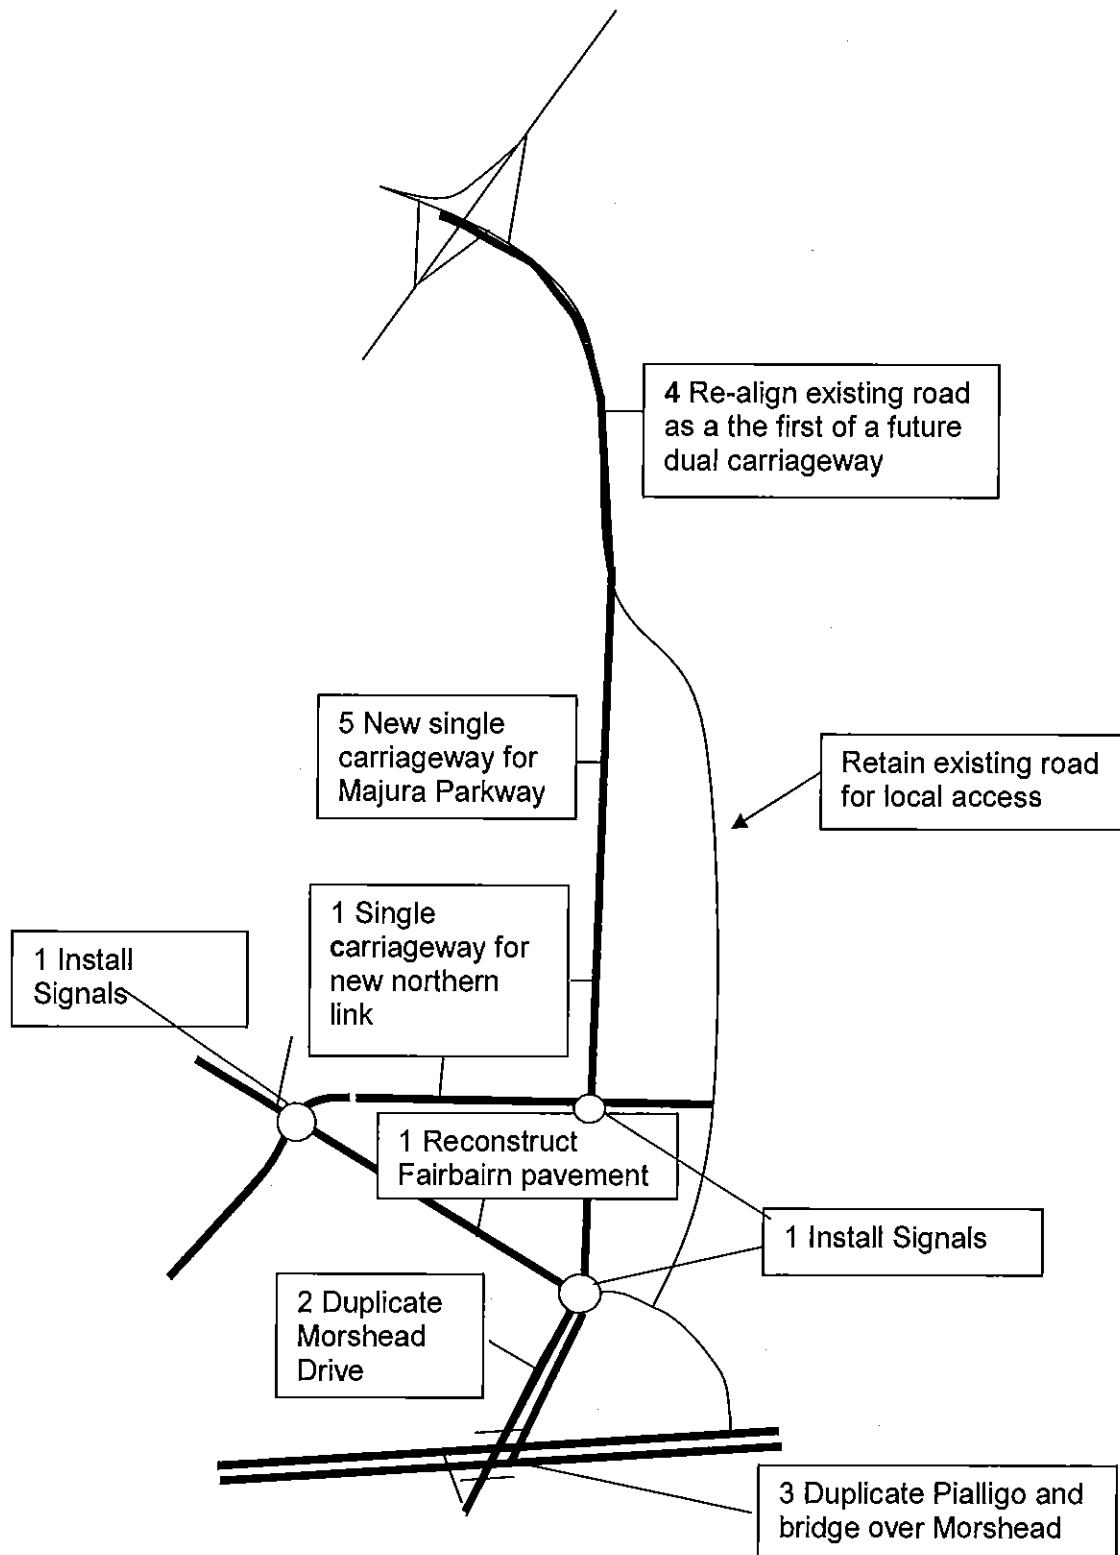 4 Re-align existing road
as a the first of a future
dual carriageway
5 New single
carriageway for
Majura Parkway
Retain existing road
for local access
1 Single
carriageway for
new northern
link
1 Install
Signals
1 Reconstruct
Fairbairn pavement
1 Install Signals
2 Duplicate
Morshead
Drive
3 Duplicate Pialligo and
bridge over Morshead